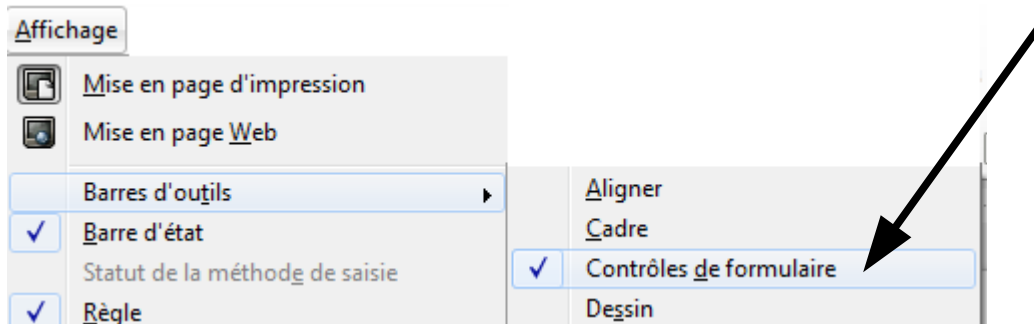 Affichage
Mise en page d'impression
Mise en page Web
Barres d'outils
Barre d'état
Statut de la méthode de saisie
Règle
Aligner
Cadre
Contrôles de formulaire
Dessin